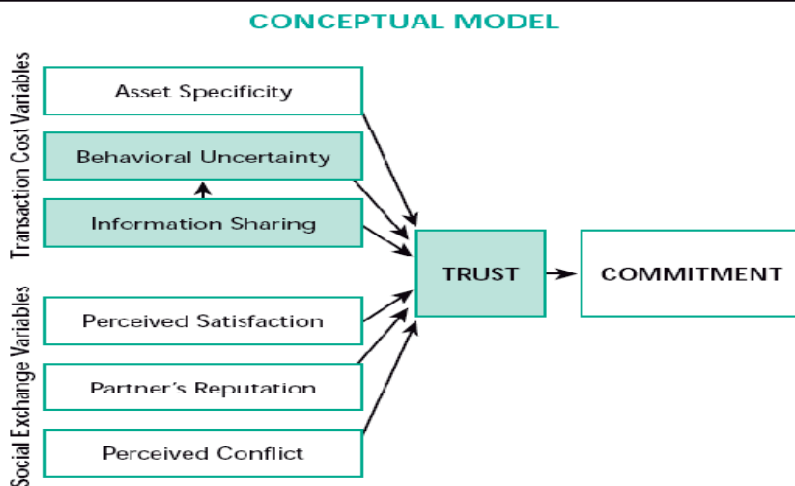 CONCEPTUAL MODEL
Transaction Cost Variables
Asset Specificity
Behavioral Uncertainty
Information Sharing
TRUST
COMMITMENT
Social Exchange Variables
Perceived Satisfaction
Partner's Reputation
Perceived Conflict